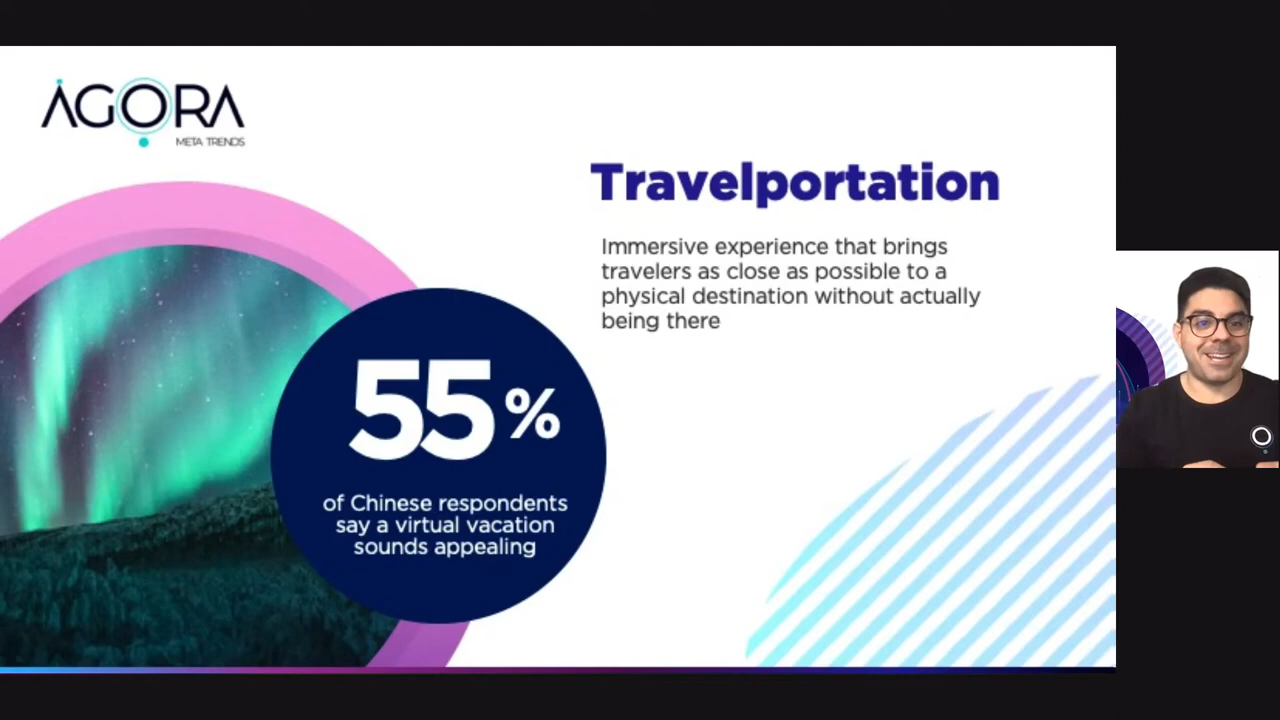 AGORA
META TRENDS
Travelportation
Immersive experience that brings
travelers as close as possible to a
physical destination without actually
being there
55%
of Chinese respondents
say a virtual vacation
sounds appealing